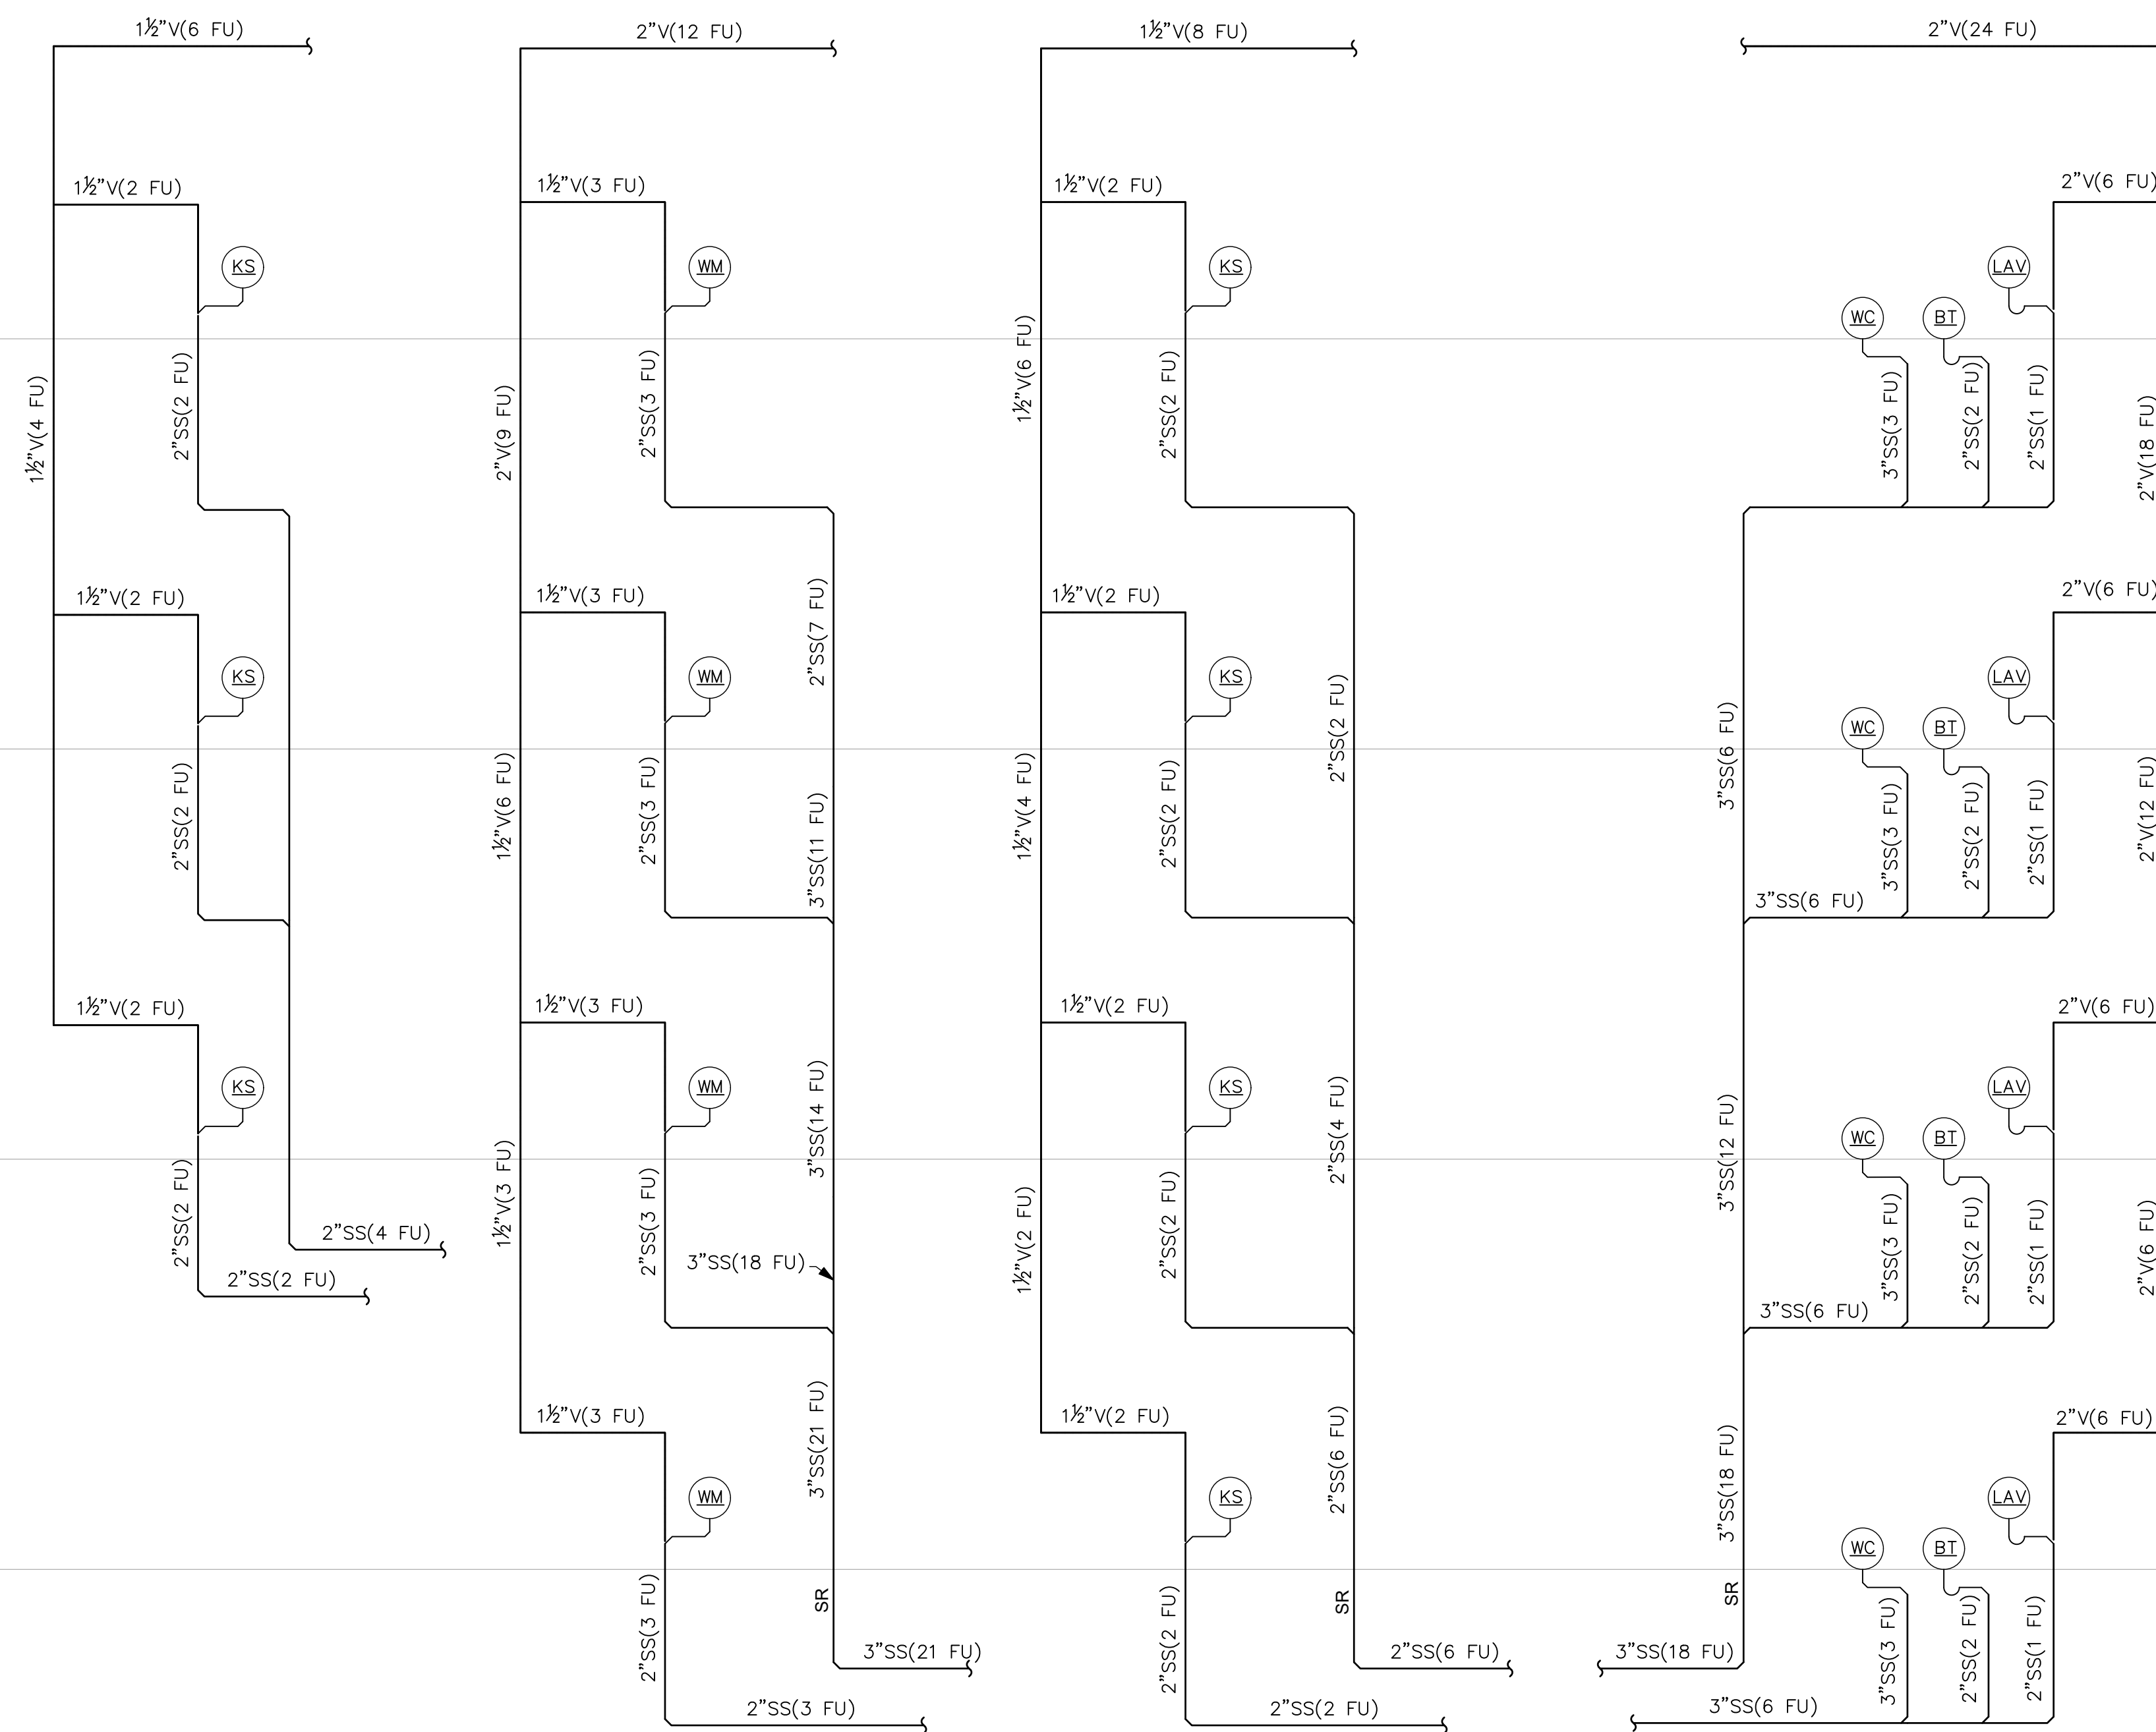 1½”V(6 FU)
2”V(12 FU)
1½”V(8 FU)
2”V(24 FU)
1½”V(2 FU)
1½”V(3 FU)
1½”V(2 FU)
2”V(6 FU)
KS
WM
KS
LAV
WC
BT
1½”V(4 FU)
2”SS(2 FU)
2”V(9 FU)
2”SS(3 FU)
1½”V(6 FU)
2”SS(2 FU)
3”SS(3 FU)
2”SS(2 FU)
2”SS(1 FU)
2”V(18 FU)
1½”V(2 FU)
1½”V(3 FU)
2”SS(7 FU)
1½”V(2 FU)
2”V(6 FU)
KS
WM
KS
LAV
WC
BT
2”SS(2 FU)
1½”V(6 FU)
2”SS(3 FU)
3”SS(11 FU)
1½”V(4 FU)
2”SS(2 FU)
2”SS(2 FU)
3”SS(6 FU)
3”SS(3 FU)
2”SS(2 FU)
2”SS(1 FU)
2”V(12 FU)
3”SS(6 FU)
1½”V(2 FU)
1½”V(3 FU)
1½”V(2 FU)
2”V(6 FU)
KS
WM
KS
LAV
WC
BT
2”SS(2 FU)
1½”V(3 FU)
2”SS(3 FU)
3”SS(14 FU)
1½”V(2 FU)
2”SS(2 FU)
2”SS(4 FU)
3”SS(12 FU)
3”SS(3 FU)
2”SS(2 FU)
2”SS(1 FU)
2”V(6 FU)
2”SS(4 FU)
2”SS(2 FU)
3”SS(18 FU)
3”SS(6 FU)
1½”V(3 FU)
3”SS(21 FU)
1½”V(2 FU)
2”SS(6 FU)
3”SS(18 FU)
2”V(6 FU)
WM
KS
LAV
WC
BT
2”SS(3 FU)
SR
2”SS(2 FU)
SR
SR
3”SS(3 FU)
2”SS(2 FU)
2”SS(1 FU)
3”SS(21 FU)
2”SS(6 FU)
3”SS(18 FU)
2”SS(3 FU)
2”SS(2 FU)
3”SS(6 FU)